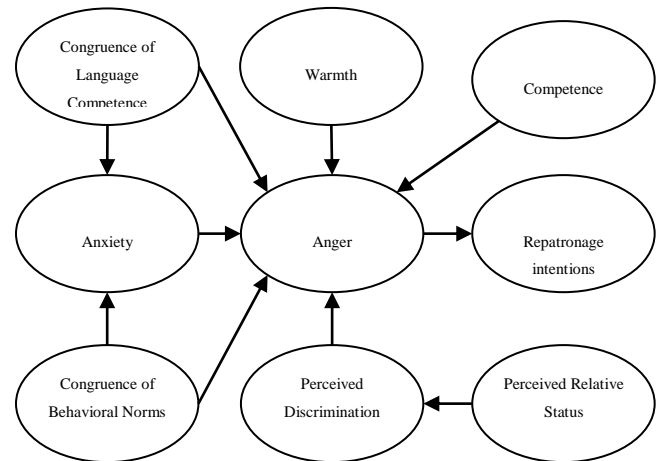 Congruence of
Language
Competence
Warmth
Competence
Anxiety
Anger
Repatronage
intentions
Congruence of
Behavioral Norms
Perceived
Discrimination
Perceived Relative
Status